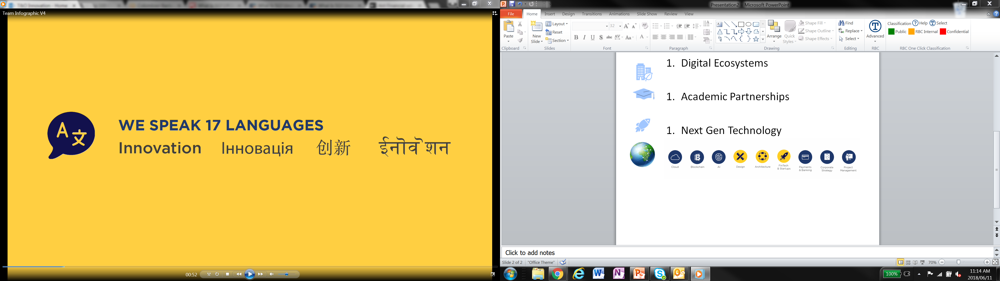 Team Infographic V4
WE SPEAK 17 LANGUAGES
Innovation Інновація 创新 ईनोवेशन
00:52
Presentation2 - Microsoft PowerPoint
File Home Insert Design Transitions Animations Slide Show Review View
Paste
Clipboard
New
Slide
Layout
Reset
Section
Slides
32
Font
Paragraph
Arrange
Quick
Styles
Shape Fill
Shape Outline
Shape Effects
Drawing
Find
Replace
Select
Editing
Advanced
RBC
Classification Help Select
Public RBC Internal Confidential
RBC One Click Classification
1. Digital Ecosystems
1. Academic Partnerships
1. Next Gen Technology
Cloud
Blockchain
AI
Design
Architecture
FinTech
& Startups
Payments
& Banking
Corporate
Strategy
Project
Management
Click to add notes
Slide 2 of 2 "Office Theme"
70%
100%
11:14 AM
2018/06/11